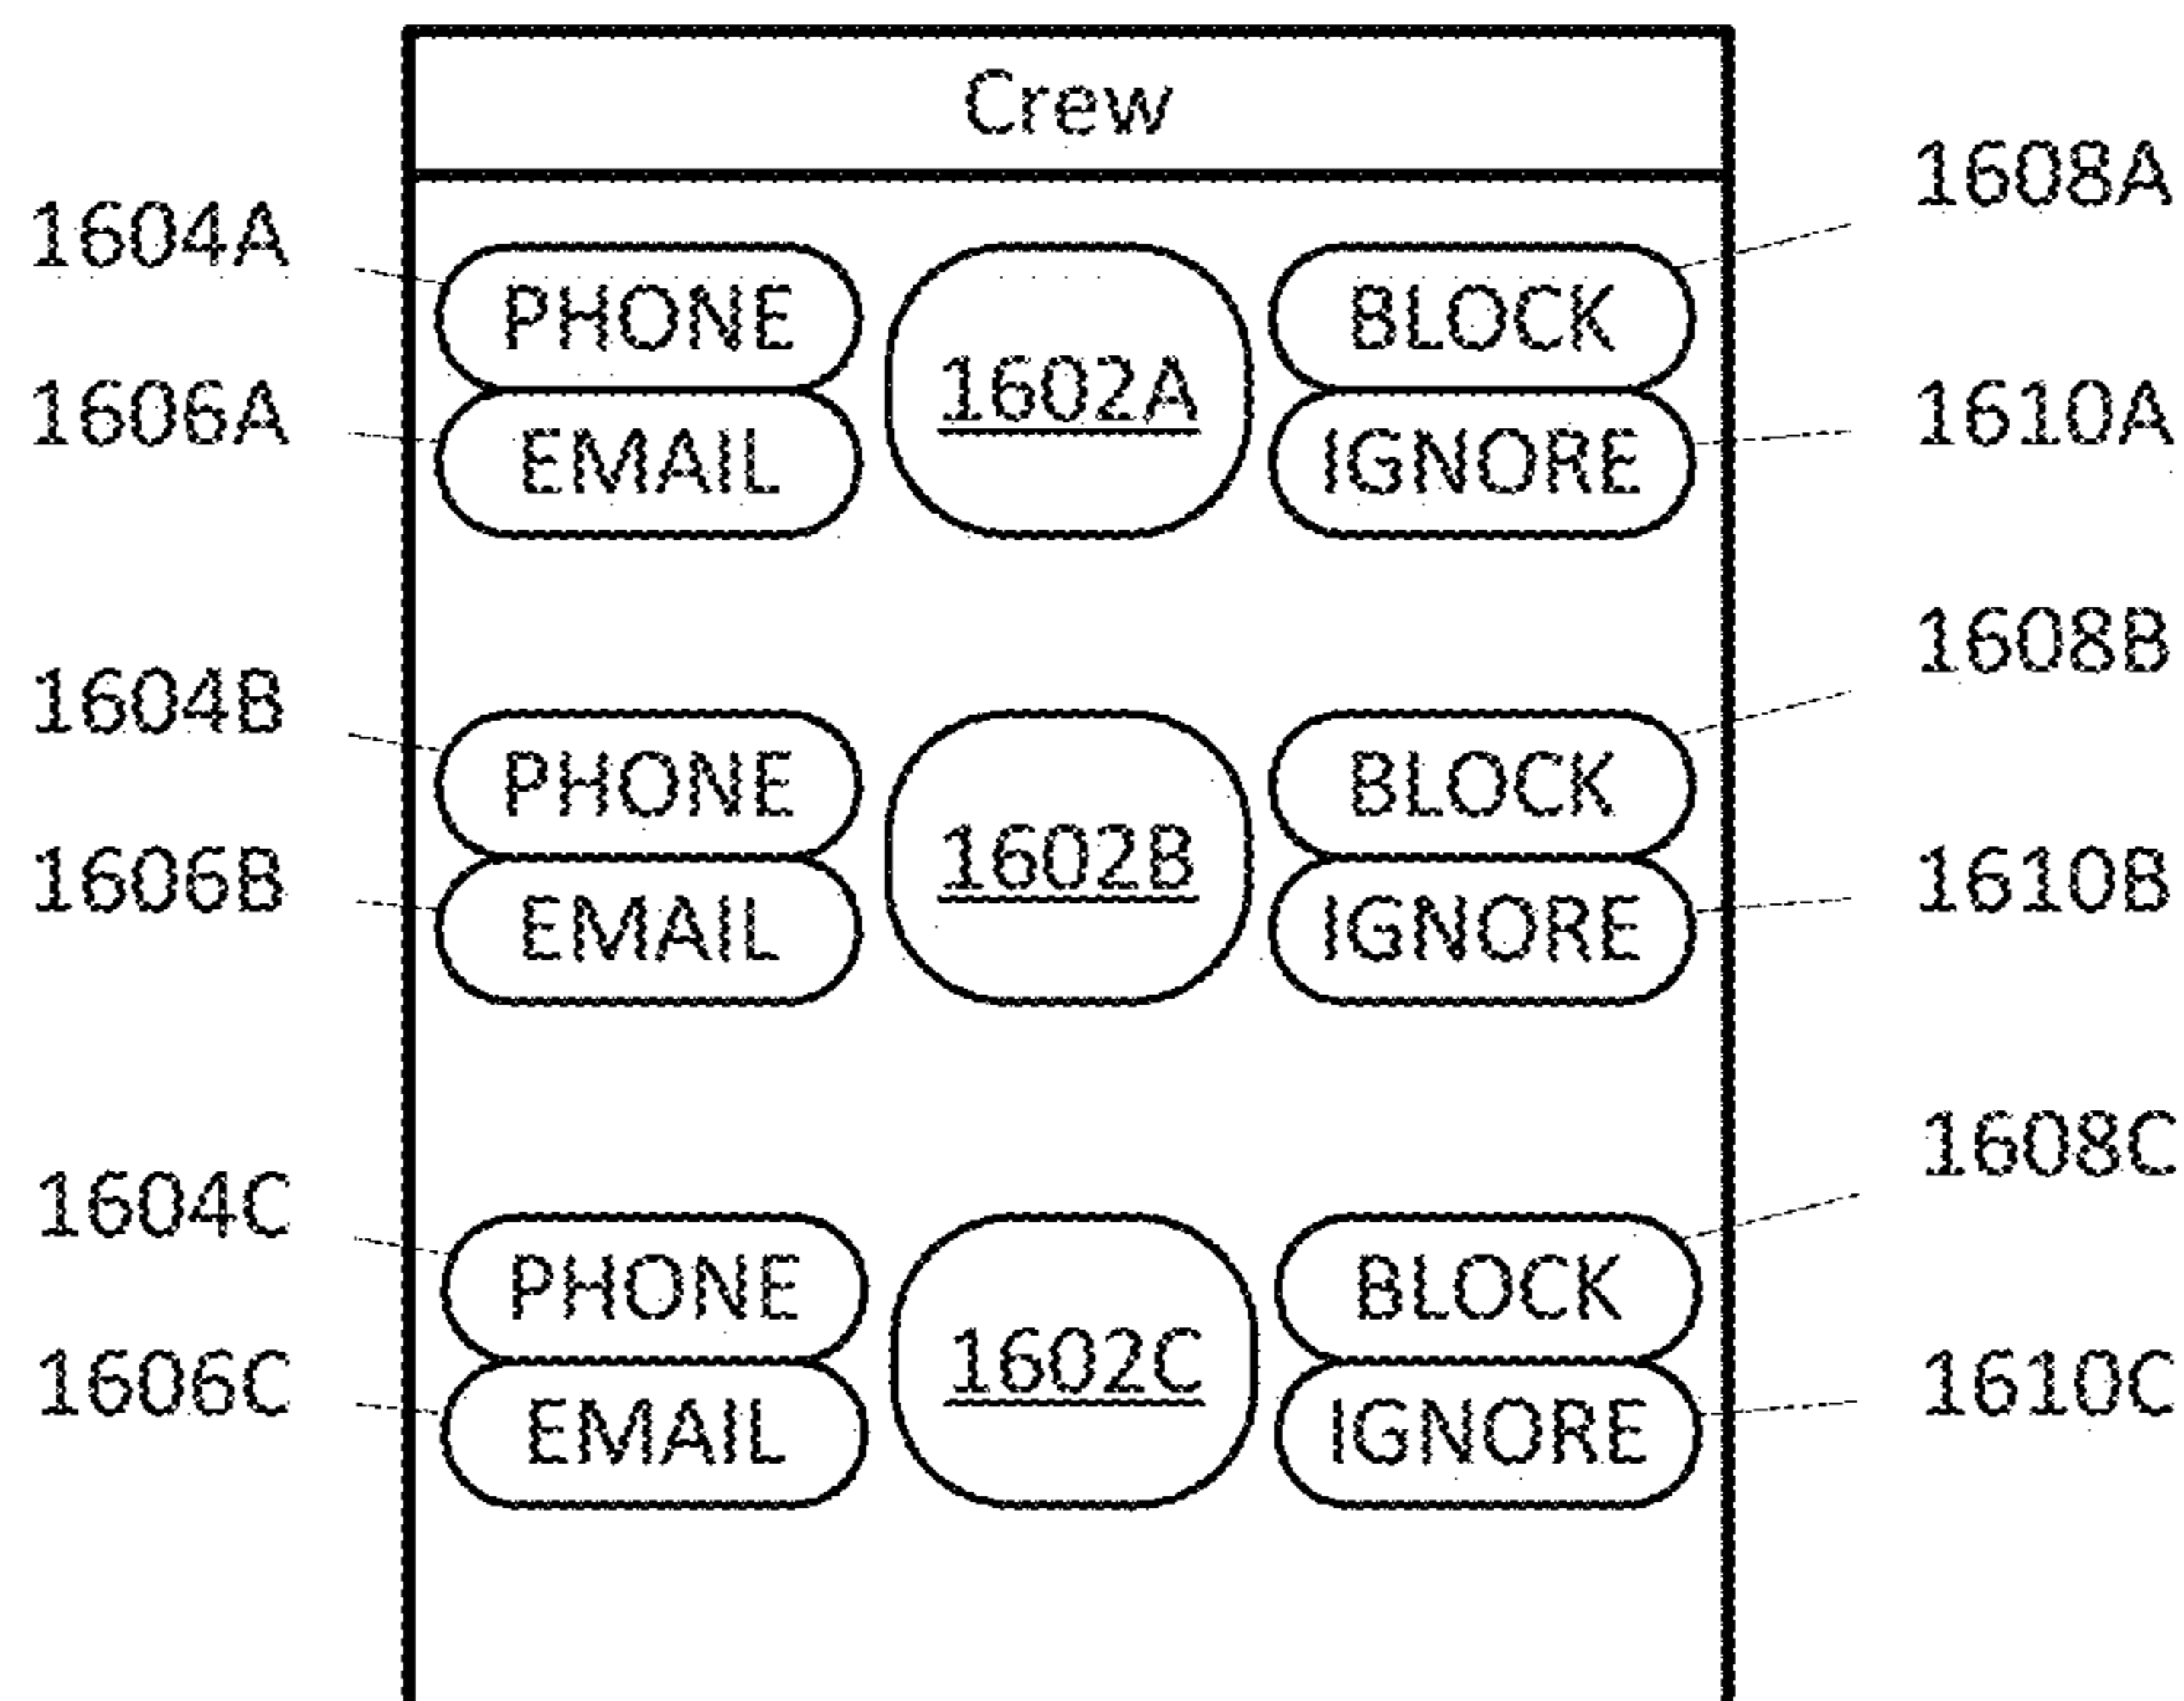 Crew
1608A
1604A
PHONE
BLOCK
1602A
1606A
1610A
EMAIL
IGNORE
1608B
1604B
PHONE
BLOCK
1602B
1606B
1610B
EMAIL
IGNORE
1608C
1604C
PHONE
BLOCK
1602C
1606C
1610C
EMAIL
IGNORE